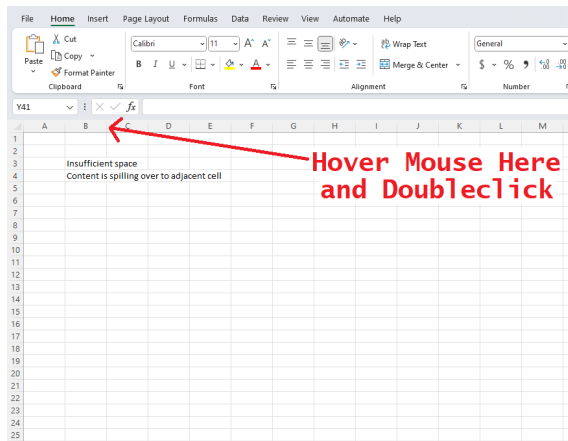 File Home Insert Page Layout Formulas Data Review View Automate Help
Cut
Calibri 11 A^ Aˇ Wrap Text General
Copy
Paste B I U A Merge & Center $ % 9
Format Painter
Clipboard Font Alignment Number
Y41 fx
A B C D E F G H I J K L M
1
2
3 Insufficient space
4 Content is spilling over to adjacent cell
Hover Mouse Here
and Doubleclick
5
6
7
8
9
10
11
12
13
14
15
16
17
18
19
20
21
22
23
24
25